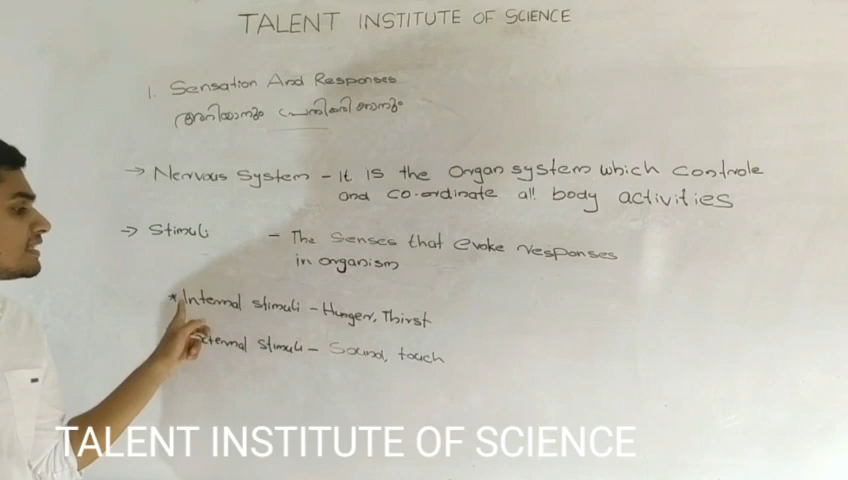 TALENT INSTITUTE OF SCIENCE
1. Sensation And Responses
അറിയാനും പ്രതികരിക്കാനും
→ Nervous System - It is the Organ system which controle
and co-ordinate all body activities
→ Stimuli - The Senses that evoke responses
in organism
* Internal stimuli - Hunger, Thirst
External stimuli - Sound, touch
TALENT INSTITUTE OF SCIENCE